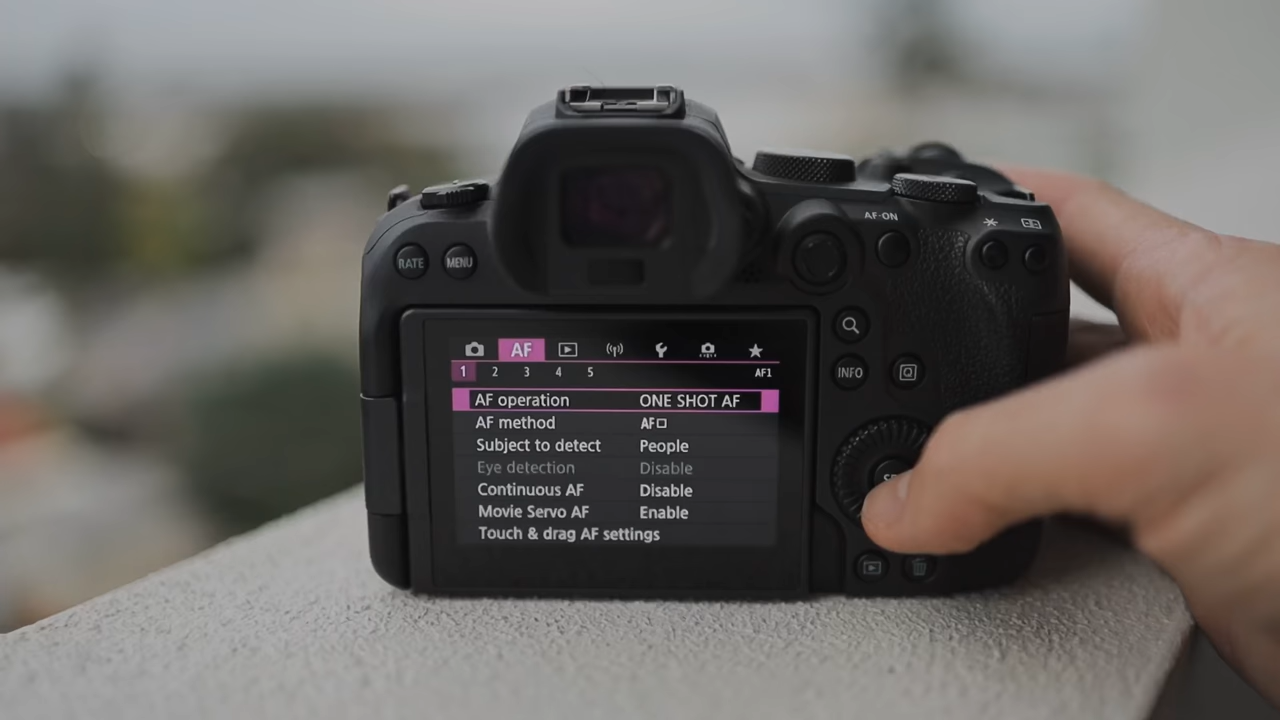 AF-ON
RATE MENU
INFO
Q
AF
1 2 3 4 5 AF1
AF operation ONE SHOT AF
AF method AF
Subject to detect People
Eye detection Disable
Continuous AF Disable
Movie Servo AF Enable
Touch & drag AF settings